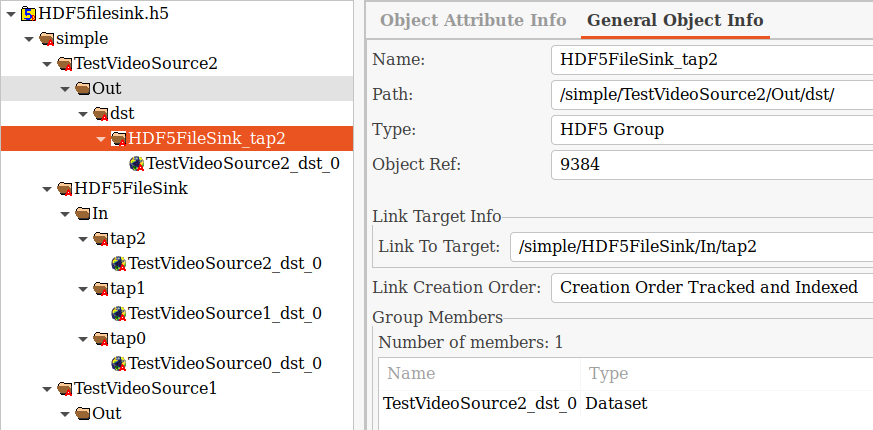 HDF5filesink.h5
simple
TestVideoSource2
Out
dst
HDF5FileSink_tap2
TestVideoSource2_dst_0
HDF5FileSink
In
tap2
TestVideoSource2_dst_0
tap1
TestVideoSource1_dst_0
tap0
TestVideoSource0_dst_0
TestVideoSource1
Out
Object Attribute Info General Object Info
Name: HDF5FileSink_tap2
Path: /simple/TestVideoSource2/Out/dst/
Type: HDF5 Group
Object Ref: 9384
Link Target Info
Link To Target: /simple/HDF5FileSink/In/tap2
Link Creation Order: Creation Order Tracked and Indexed
Group Members
Number of members: 1
Name Type
TestVideoSource2_dst_0 Dataset